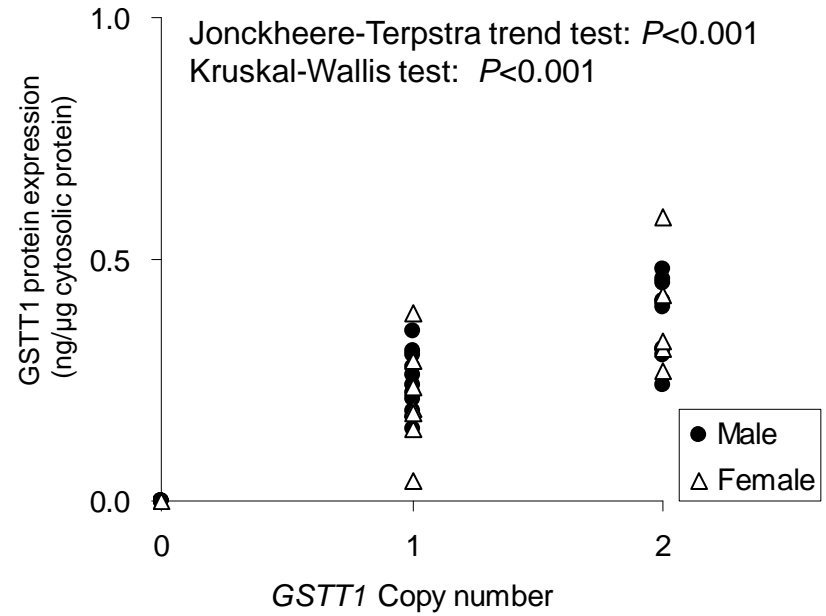 Jonckheere-Terpstra trend test: P<0.001
Kruskal-Wallis test: P<0.001
GSTT1 protein expression
(ng/µg cytosolic protein)
1.0
0.5
0.0
0
1
2
GSTT1 Copy number
Male
Female